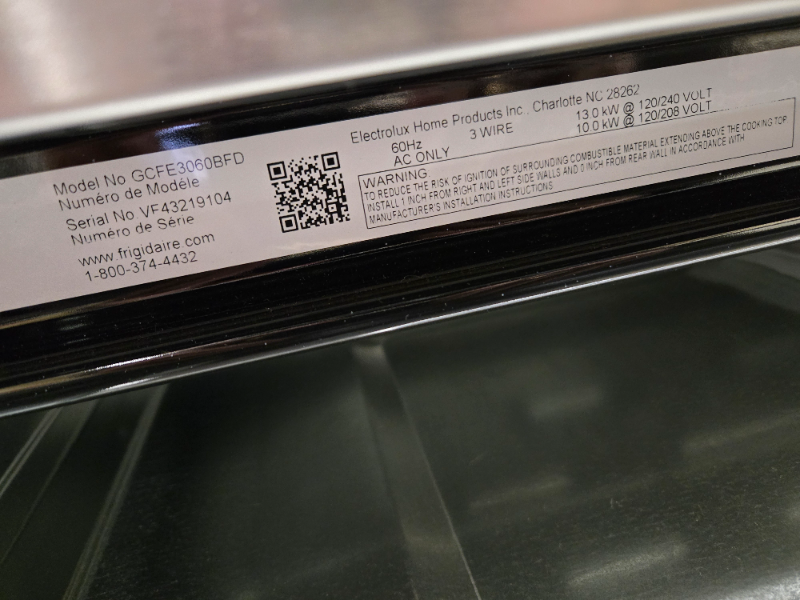 Model No GCFE3060BFD
Numéro de Modèle
Serial No VF43219104
Numéro de Série
www.frigidaire.com
1-800-374-4432
Electrolux Home Products Inc., Charlotte NC 28262
60Hz 3 WIRE 13.0 kW @ 120/240 VOLT
AC ONLY 10.0 kW @ 120/208 VOLT
WARNING
TO REDUCE THE RISK OF IGNITION OF SURROUNDING COMBUSTIBLE MATERIAL EXTENDING ABOVE THE COOKING TOP
INSTALL 1 INCH FROM RIGHT AND LEFT SIDE WALLS AND 0 INCH FROM REAR WALL IN ACCORDANCE WITH
MANUFACTURER'S INSTALLATION INSTRUCTIONS